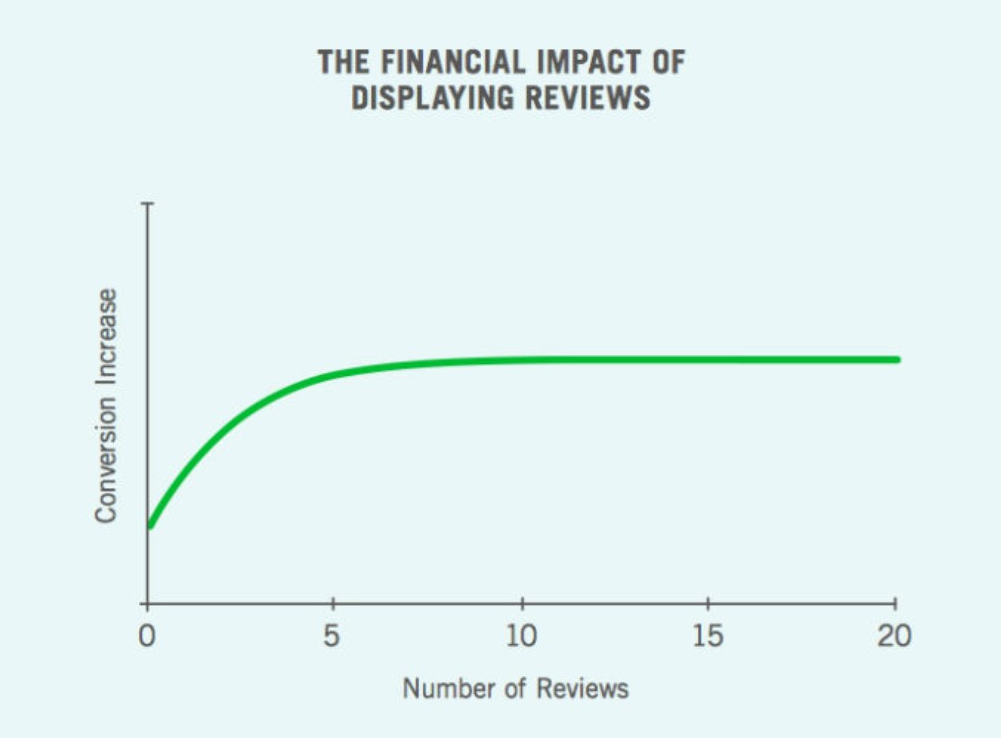 THE FINANCIAL IMPACT OF
DISPLAYING REVIEWS
Conversion Increase
0 5 10 15 20
Number of Reviews